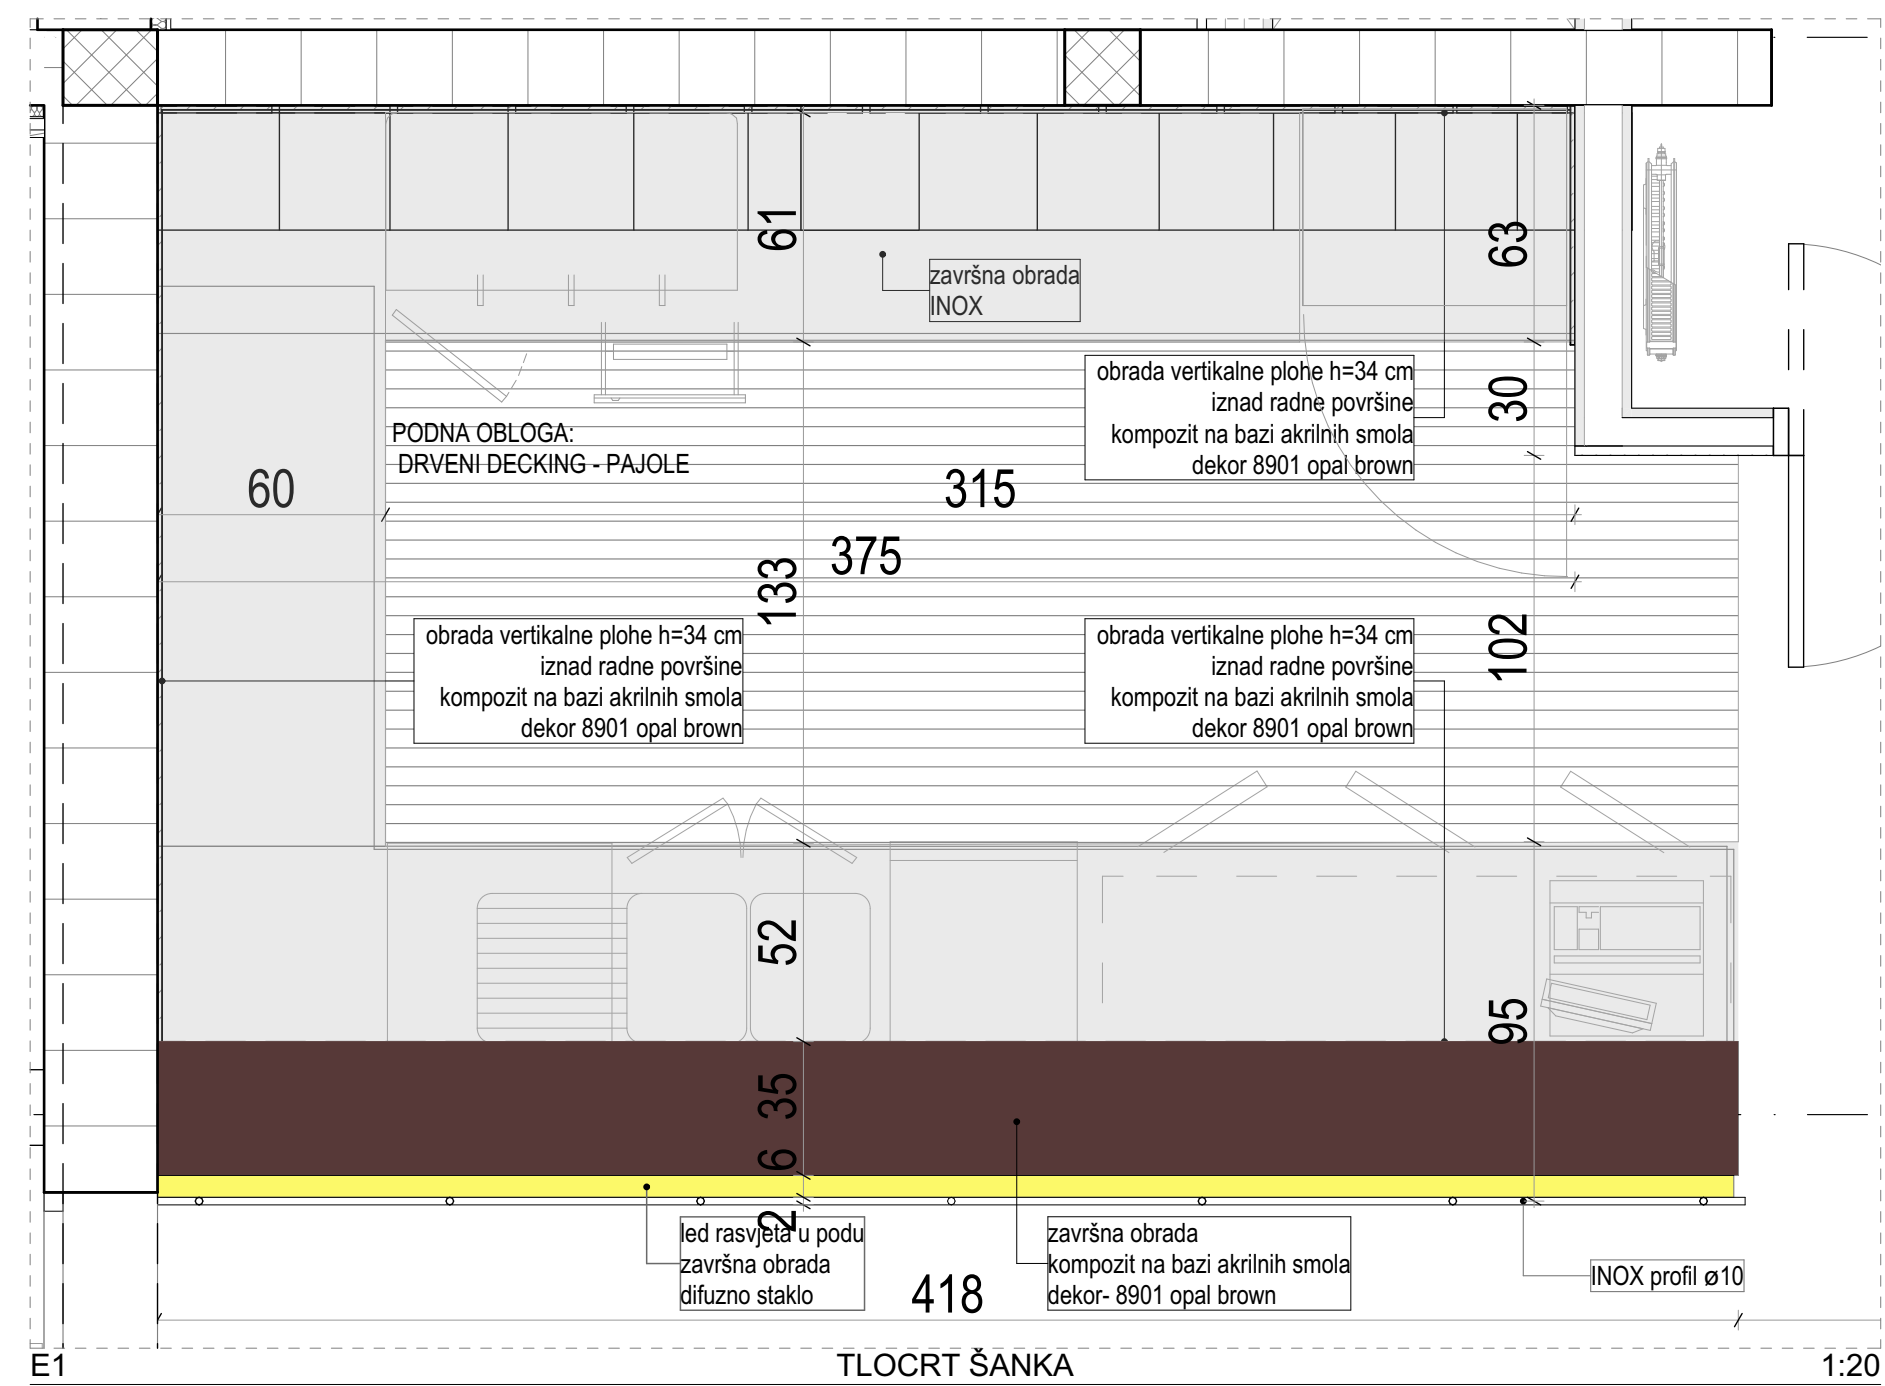 61
63
završna obrada
INOX
obrada vertikalne plohe h=34 cm
iznad radne površine
kompozit na bazi akrilnih smola
dekor 8901 opal brown
30
PODNA OBLOGA:
DRVENI DECKING - PAJOLE
60
315
375
133
102
obrada vertikalne plohe h=34 cm
iznad radne površine
kompozit na bazi akrilnih smola
dekor 8901 opal brown
obrada vertikalne plohe h=34 cm
iznad radne površine
kompozit na bazi akrilnih smola
dekor 8901 opal brown
52
95
35
6
2
led rasvjeta u podu
završna obrada
difuzno staklo
završna obrada
kompozit na bazi akrilnih smola
dekor- 8901 opal brown
INOX profil ø10
418
E1
TLOCRT ŠANKA
1:20